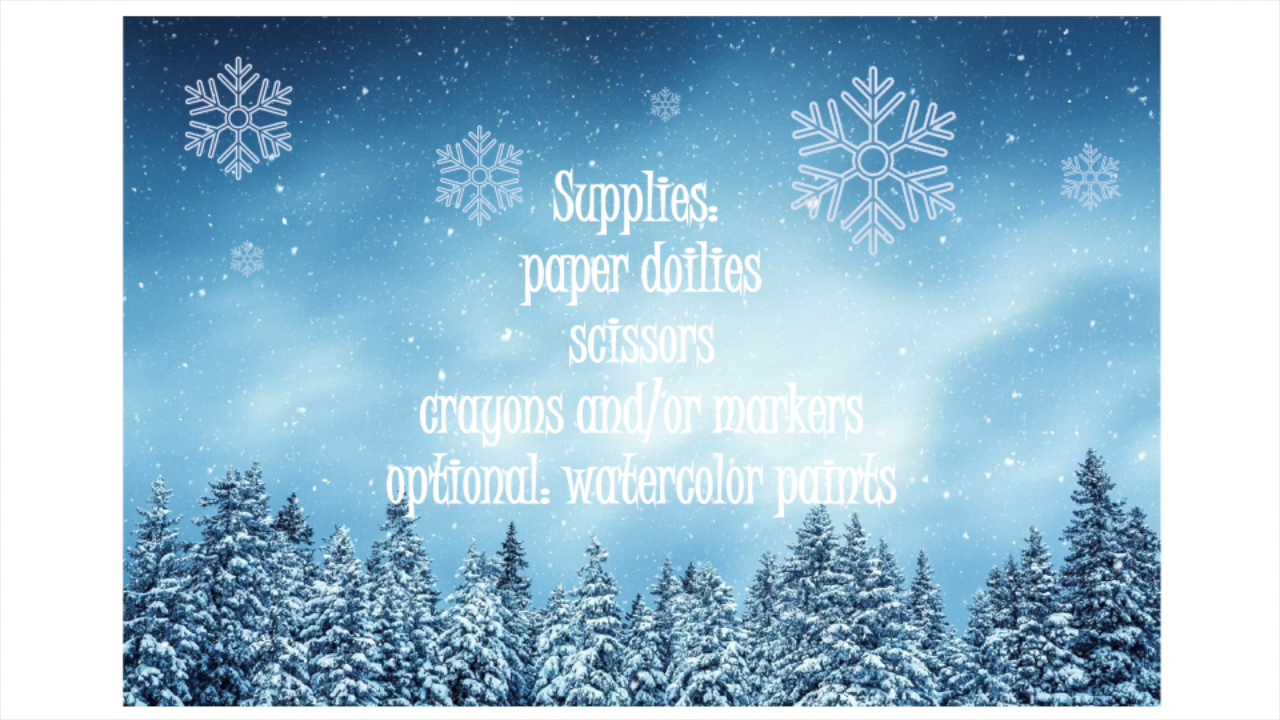 Supplies:
paper doilies
scissors
crayons and/or markers
optional: watercolor paints